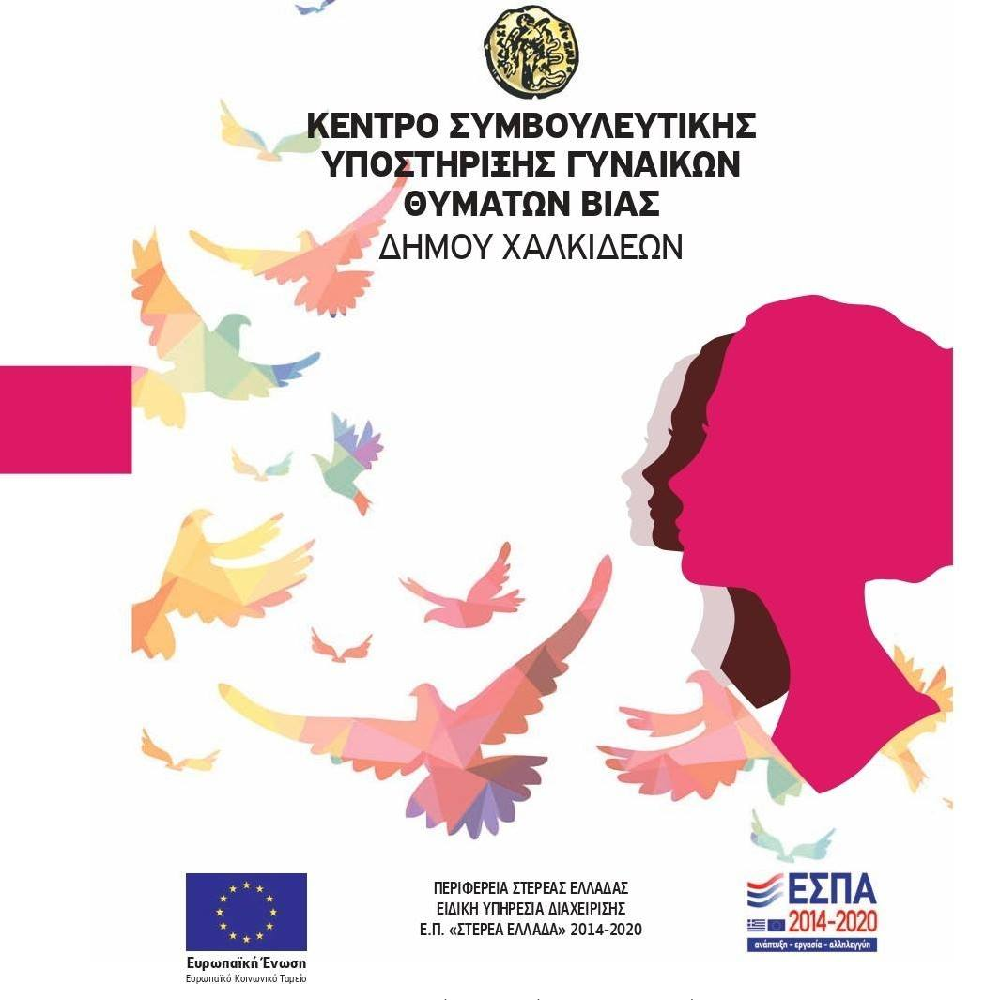 ΚΕΝΤΡΟ ΣΥΜΒΟΥΛΕΥΤΙΚΗΣ
ΥΠΟΣΤΗΡΙΞΗΣ ΓΥΝΑΙΚΩΝ
ΘΥΜΑΤΩΝ ΒΙΑΣ
ΔΗΜΟΥ ΧΑΛΚΙΔΕΩΝ
ΠΕΡΙΦΕΡΕΙΑ ΣΤΕΡΕΑΣ ΕΛΛΑΔΑΣ
ΕΙΔΙΚΗ ΥΠΗΡΕΣΙΑ ΔΙΑΧΕΙΡΙΣΗΣ
Ε.Π. «ΣΤΕΡΕΑ ΕΛΛΑΔΑ» 2014-2020
Ευρωπαϊκή Ένωση
Ευρωπαϊκό Κοινωνικό Ταμείο
ΕΣΠΑ
2014-2020
ανάπτυξη - εργασία - αλληλεγγύη